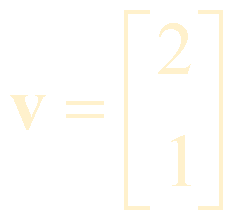 v = [2
1]